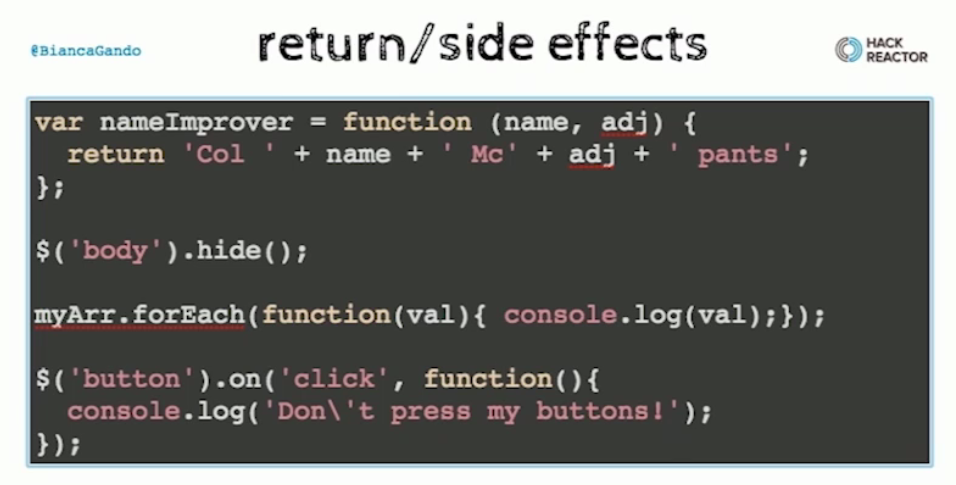 @BiancaGando
return/side effects
HACK
REACTOR
var nameImprover = function (name, adj) {
  return 'Col ' + name + ' Mc' + adj + ' pants';
};
$('body').hide();
myArr.forEach(function(val){ console.log(val);});
$('button').on('click', function(){
  console.log('Don\'t press my buttons!');
});